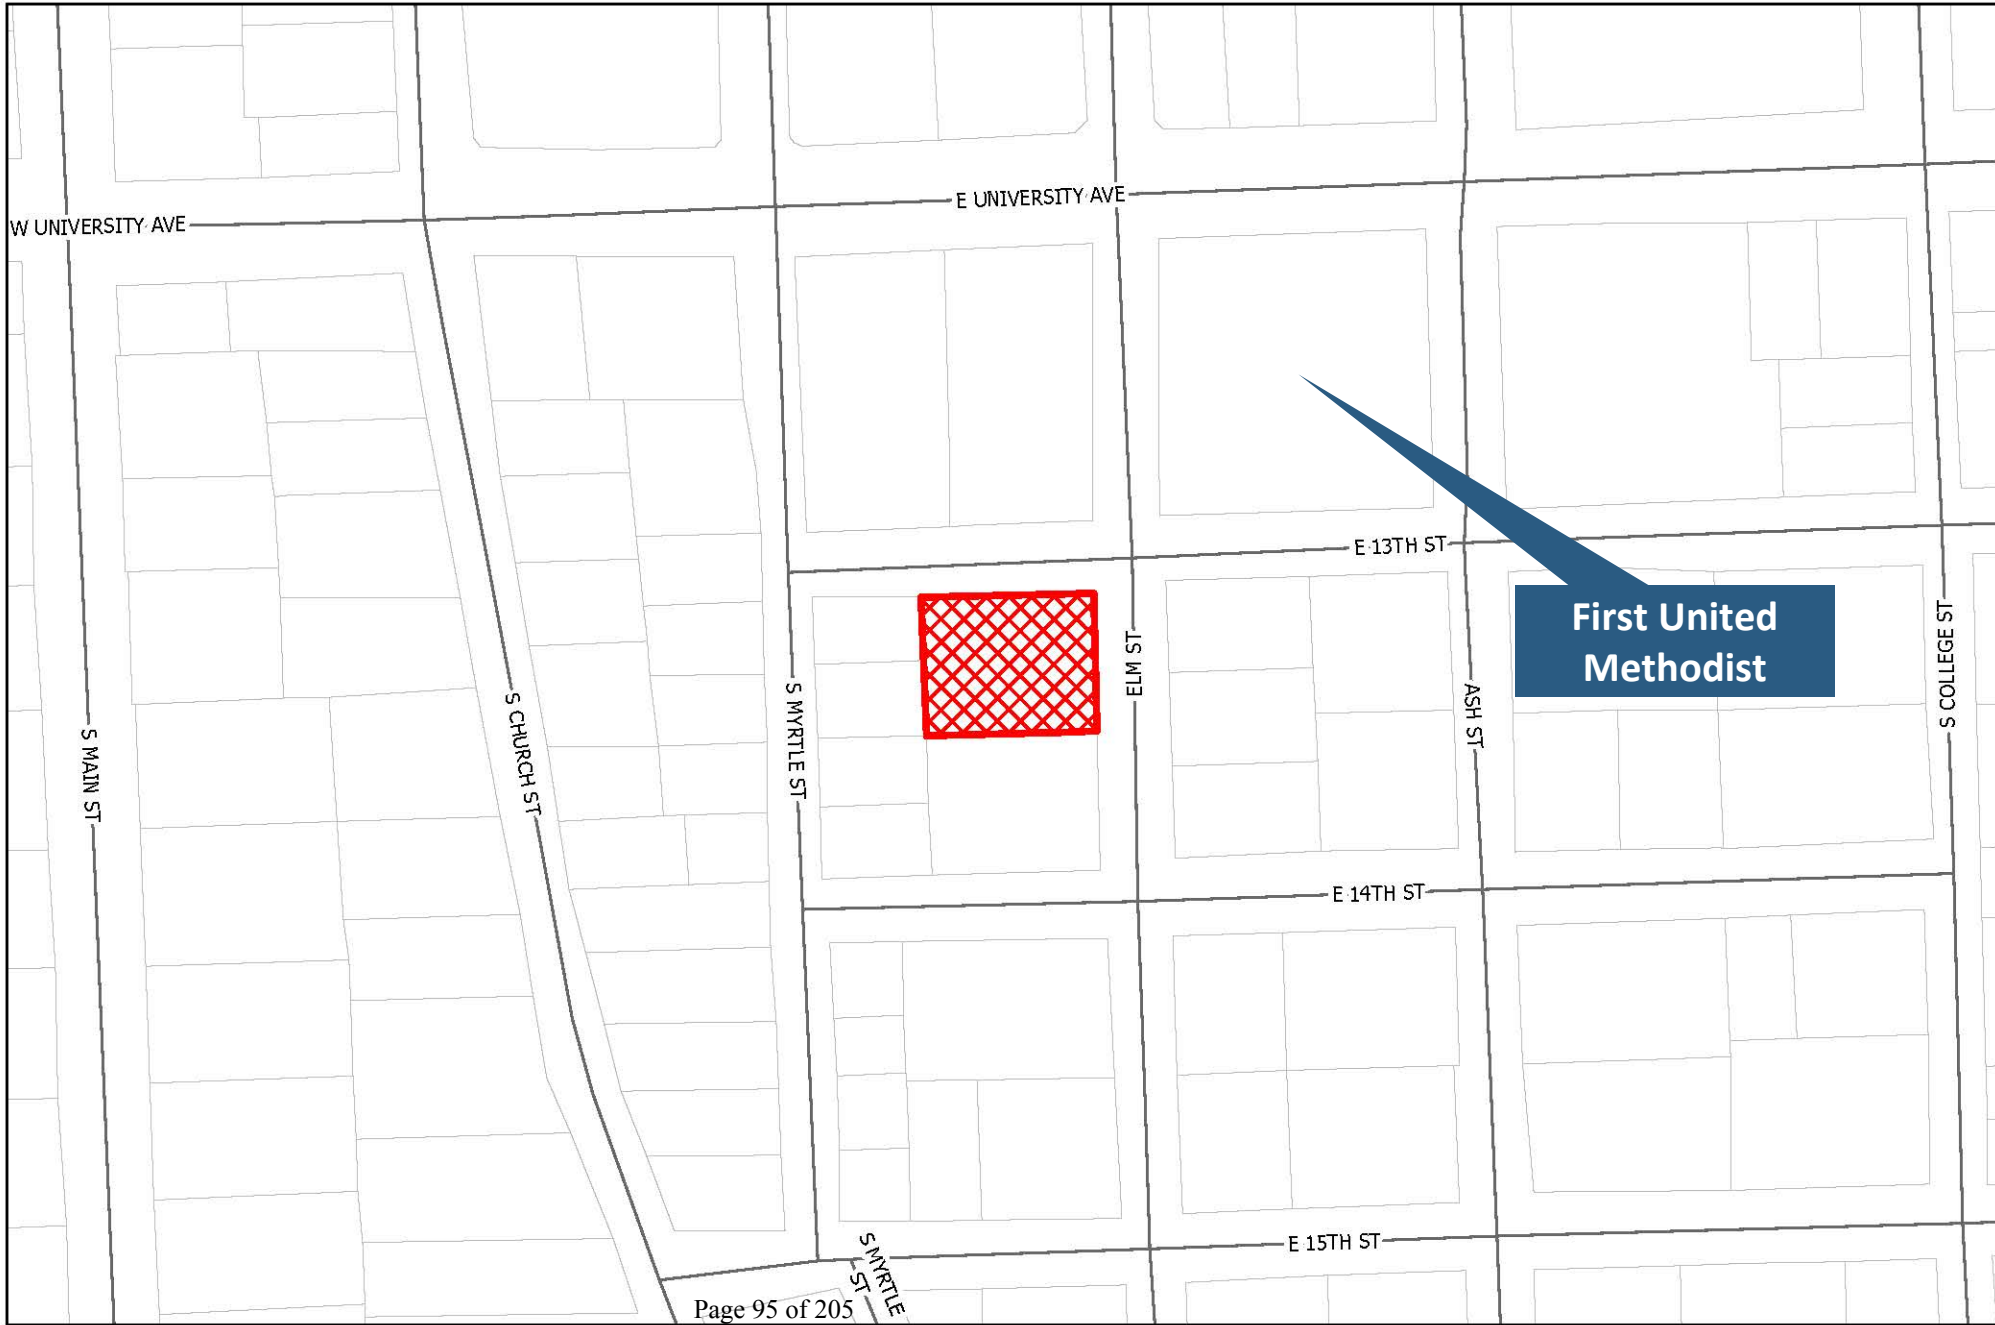 E UNIVERSITY AVE
W UNIVERSITY AVE
E 13TH ST
First United
Methodist
S COLLEGE ST
ELM ST
ASH ST
S MYRTLE ST
S CHURCH ST
S MAIN ST
E 14TH ST
E 15TH ST
S MYRTLE
ST
Page 95 of 205